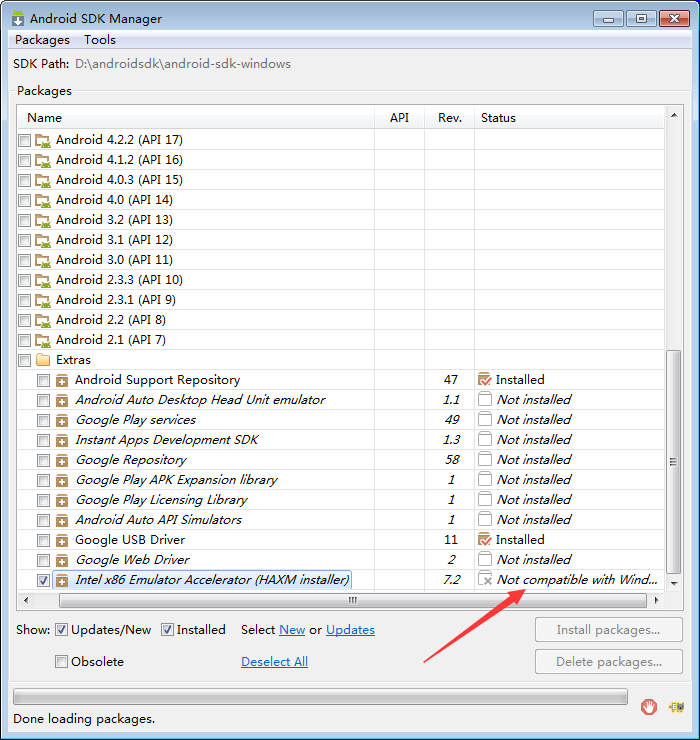 Android SDK Manager
Packages Tools
SDK Path: D:\androidsdk\android-sdk-windows
Packages
Name API Rev. Status
Android 4.2.2 (API 17)
Android 4.1.2 (API 16)
Android 4.0.3 (API 15)
Android 4.0 (API 14)
Android 3.2 (API 13)
Android 3.1 (API 12)
Android 3.0 (API 11)
Android 2.3.3 (API 10)
Android 2.3.1 (API 9)
Android 2.2 (API 8)
Android 2.1 (API 7)
Extras
Android Support Repository 47 Installed
Android Auto Desktop Head Unit emulator 1.1 Not installed
Google Play services 49 Not installed
Instant Apps Development SDK 1.3 Not installed
Google Repository 58 Not installed
Google Play APK Expansion library 1 Not installed
Google Play Licensing Library 1 Not installed
Android Auto API Simulators 1 Not installed
Google USB Driver 11 Installed
Google Web Driver 2 Not installed
Intel x86 Emulator Accelerator (HAXM installer) 7.2 Not compatible with Wind...
Show: Updates/New Installed Select New or Updates Install packages...
Obsolete Deselect All Delete packages...
Done loading packages.